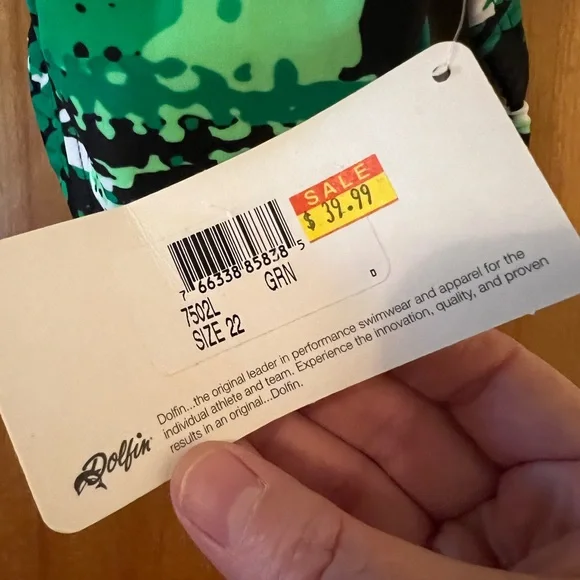 SALE
$ 39.99
7 66338 85838 5
7502L GRN
SIZE 22
D
Dolfin...the original leader in performance swimwear and apparel for the
individual athlete and team. Experience the innovation, quality, and proven
results in an original...Dolfin.
Dolfin